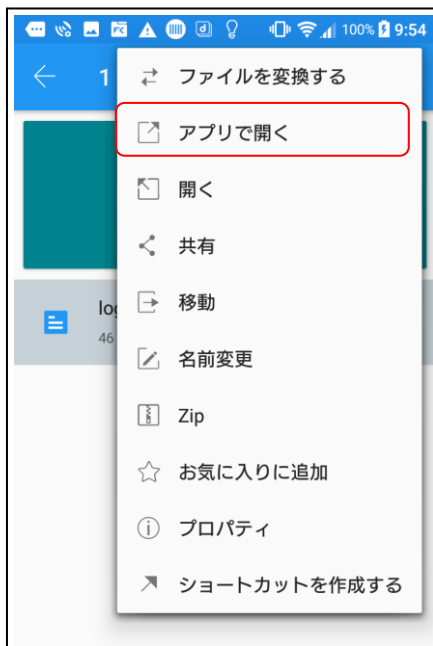 100% 9:54
1
ファイルを変換する
アプリで開く
開く
共有
log
46
移動
名前変更
Zip
お気に入りに追加
プロパティ
ショートカットを作成する